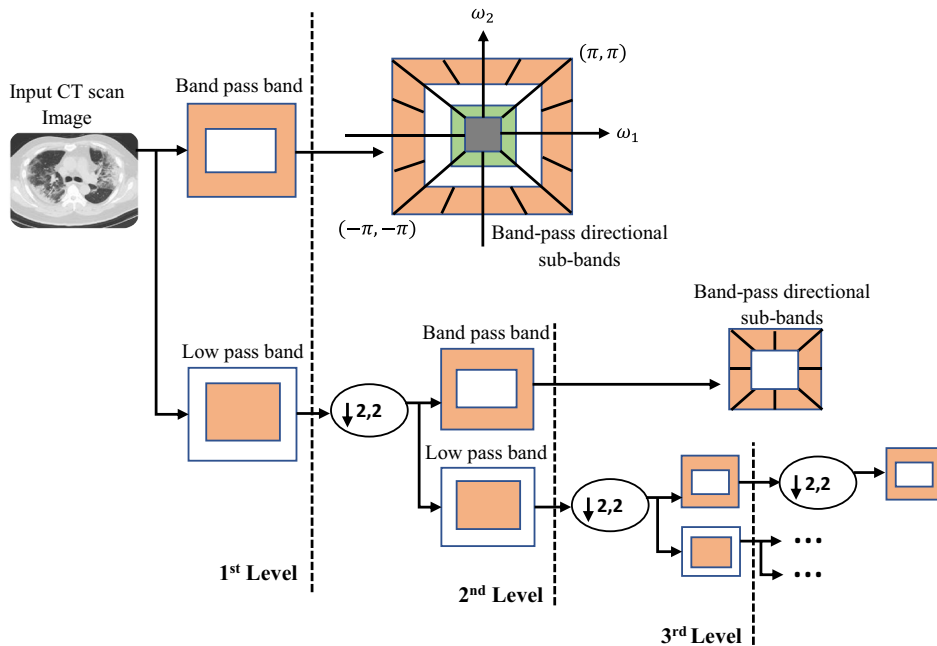 Input CT scan
Image
Band pass band
ω₂
(π, π)
ω₁
(−π, −π)
Band-pass directional
sub-bands
Low pass band
↓ 2,2
1st Level
Band pass band
Low pass band
2nd Level
Band-pass directional
sub-bands
↓ 2,2
↓ 2,2
...
...
3rd Level